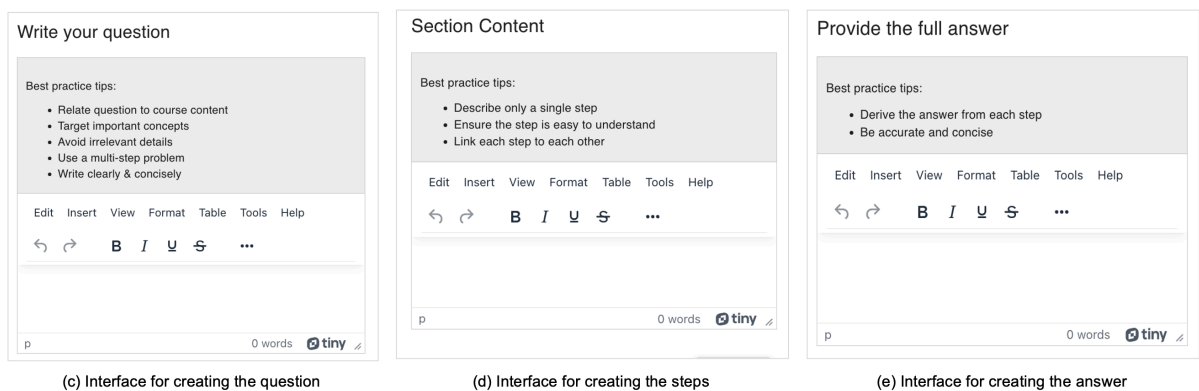 Write your question
Best practice tips:
• Relate question to course content
• Target important concepts
• Avoid irrelevant details
• Use a multi-step problem
• Write clearly & concisely
Edit Insert View Format Table Tools Help
B I U S ...
p 0 words tiny
(c) Interface for creating the question
Section Content
Best practice tips:
• Describe only a single step
• Ensure the step is easy to understand
• Link each step to each other
Edit Insert View Format Table Tools Help
B I U S ...
p 0 words tiny
(d) Interface for creating the steps
Provide the full answer
Best practice tips:
• Derive the answer from each step
• Be accurate and concise
Edit Insert View Format Table Tools Help
B I U S ...
p 0 words tiny
(e) Interface for creating the answer